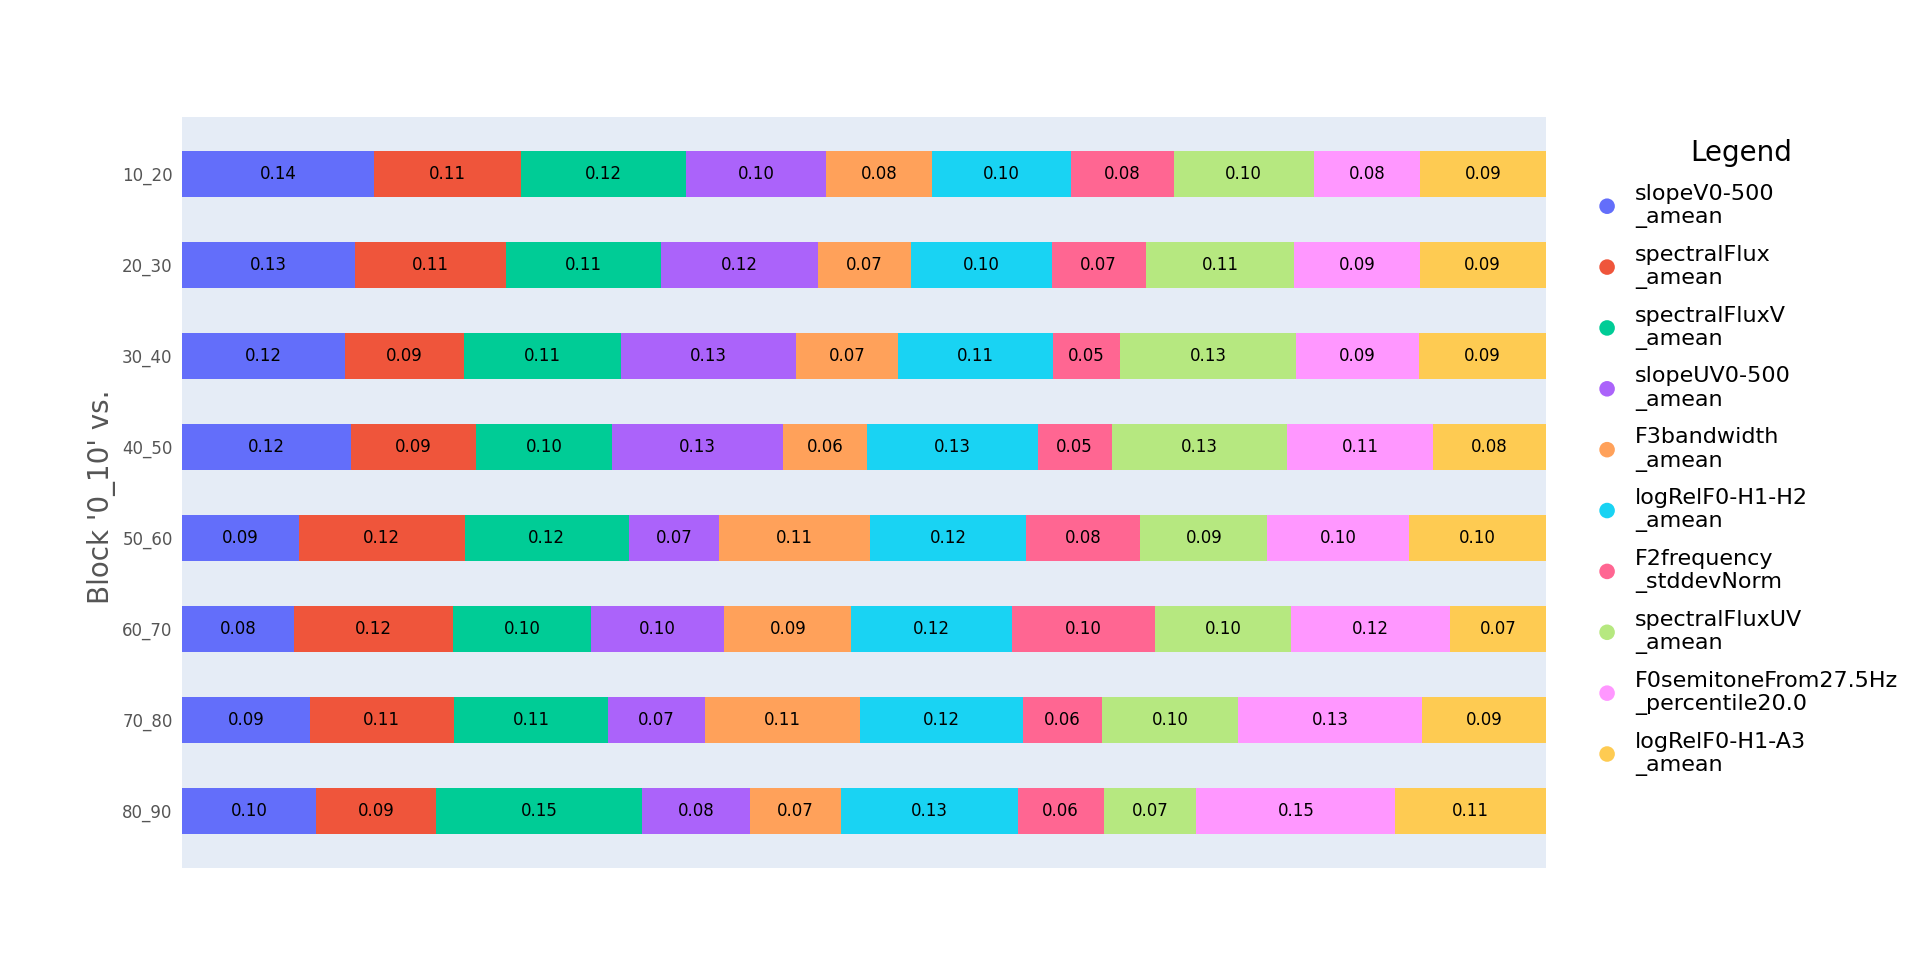 10_20 0.14 0.11 0.12 0.10 0.08 0.10 0.08 0.10 0.08 0.09
20_30 0.13 0.11 0.11 0.12 0.07 0.10 0.07 0.11 0.09 0.09
30_40 0.12 0.09 0.11 0.13 0.07 0.11 0.05 0.13 0.09 0.09
40_50 0.12 0.09 0.10 0.13 0.06 0.13 0.05 0.13 0.11 0.08
50_60 0.09 0.12 0.12 0.07 0.11 0.12 0.08 0.09 0.10 0.10
60_70 0.08 0.12 0.10 0.10 0.09 0.12 0.10 0.10 0.12 0.07
70_80 0.09 0.11 0.11 0.07 0.11 0.12 0.06 0.10 0.13 0.09
80_90 0.10 0.09 0.15 0.08 0.07 0.13 0.06 0.07 0.15 0.11
Block '0_10' vs.
Legend
slopeV0-500
_amean
spectralFlux
_amean
spectralFluxV
_amean
slopeUV0-500
_amean
F3bandwidth
_amean
logRelF0-H1-H2
_amean
F2frequency
_stddevNorm
spectralFluxUV
_amean
F0semitoneFrom27.5Hz
_percentile20.0
logRelF0-H1-A3
_amean